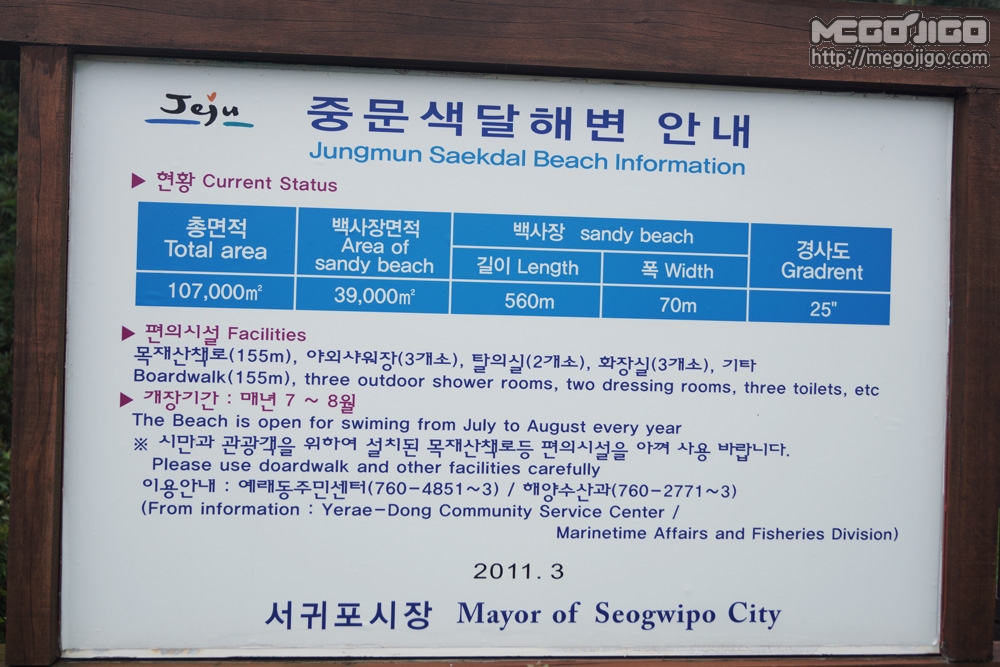 MEGOJIGO
http://megojigo.com
Jeju
중문색달해변 안내
Jungmun Saekdal Beach Information
▶ 현황 Current Status
총면적 Total area
백사장면적 Area of sandy beach
백사장 sandy beach
길이 Length
폭 Width
경사도 Gradrent
107,000㎡ 39,000㎡ 560m 70m 25"
▶ 편의시설 Facilities
목재산책로(155m), 야외샤워장(3개소), 탈의실(2개소), 화장실(3개소), 기타
Boardwalk(155m), three outdoor shower rooms, two dressing rooms, three toilets, etc
▶ 개장기간 : 매년 7 ~ 8월
The Beach is open for swiming from July to August every year
※ 시만과 관광객을 위하여 설치된 목재산책로등 편의시설을 아껴 사용 바랍니다.
Please use doardwalk and other facilities carefully
이용안내 : 예래동주민센터(760-4851~3) / 해양수산과(760-2771~3)
(From information : Yerae-Dong Community Service Center /
Marinetime Affairs and Fisheries Division)
2011. 3
서귀포시장 Mayor of Seogwipo City